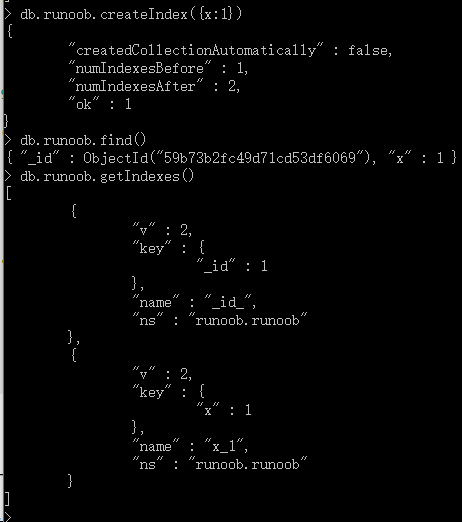 > db.runoob.createIndex({x:1})
{
        "createdCollectionAutomatically" : false,
        "numIndexesBefore" : 1,
        "numIndexesAfter" : 2,
        "ok" : 1
}
> db.runoob.find()
{ "_id" : ObjectId("59b73b2fc49d71cd53df6069"), "x" : 1 }
> db.runoob.getIndexes()
[
        {
                "v" : 2,
                "key" : {
                        "_id" : 1
                },
                "name" : "_id_",
                "ns" : "runoob.runoob"
        },
        {
                "v" : 2,
                "key" : {
                        "x" : 1
                },
                "name" : "x_1",
                "ns" : "runoob.runoob"
        }
]
>